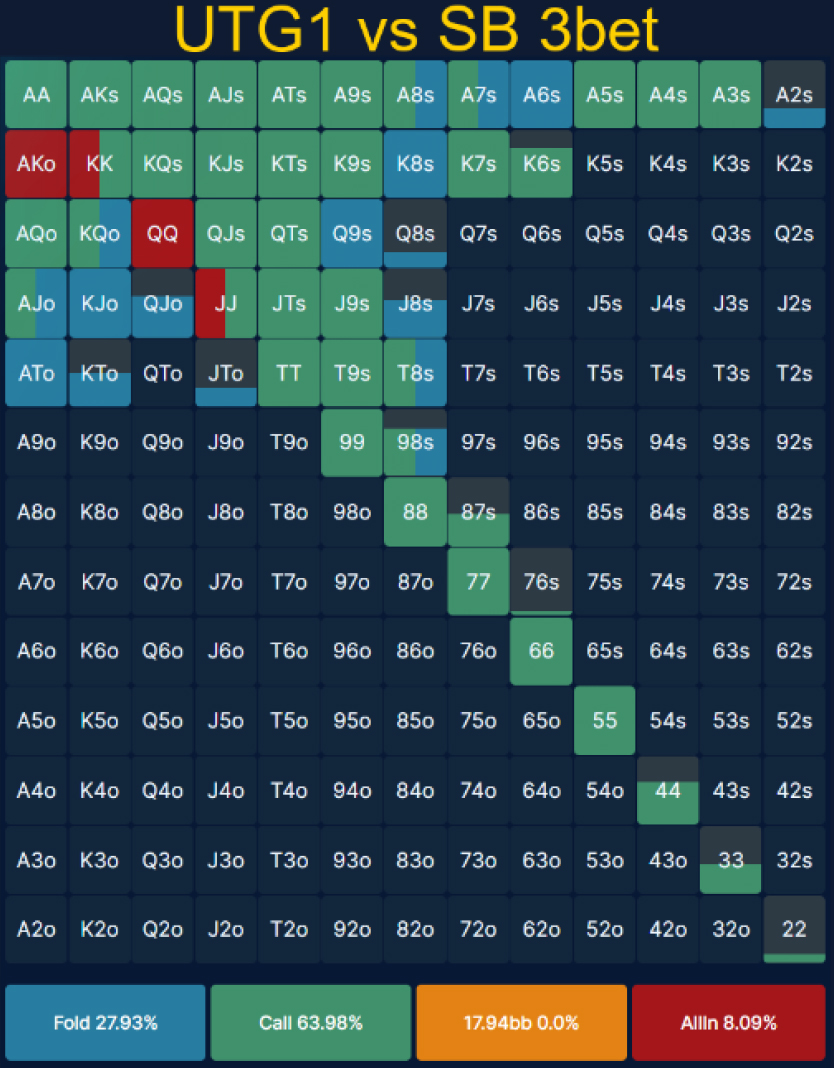 UTG1 vs SB 3bet
AA AKs AQs AJs ATs A9s A8s A7s A6s A5s A4s A3s A2s
AKo KK KQs KJs KTs K9s K8s K7s K6s K5s K4s K3s K2s
AQo KQo QQ QJs QTs Q9s Q8s Q7s Q6s Q5s Q4s Q3s Q2s
AJo KJo QJo JJ JTs J9s J8s J7s J6s J5s J4s J3s J2s
ATo KTo QTo JTo TT T9s T8s T7s T6s T5s T4s T3s T2s
A9o K9o Q9o J9o T9o 99 98s 97s 96s 95s 94s 93s 92s
A8o K8o Q8o J8o T8o 98o 88 87s 86s 85s 84s 83s 82s
A7o K7o Q7o J7o T7o 97o 87o 77 76s 75s 74s 73s 72s
A6o K6o Q6o J6o T6o 96o 86o 76o 66 65s 64s 63s 62s
A5o K5o Q5o J5o T5o 95o 85o 75o 65o 55 54s 53s 52s
A4o K4o Q4o J4o T4o 94o 84o 74o 64o 54o 44 43s 42s
A3o K3o Q3o J3o T3o 93o 83o 73o 63o 53o 43o 33 32s
A2o K2o Q2o J2o T2o 92o 82o 72o 62o 52o 42o 32o 22
Fold 27.93% Call 63.98% 17.94bb 0.0% AllIn 8.09%